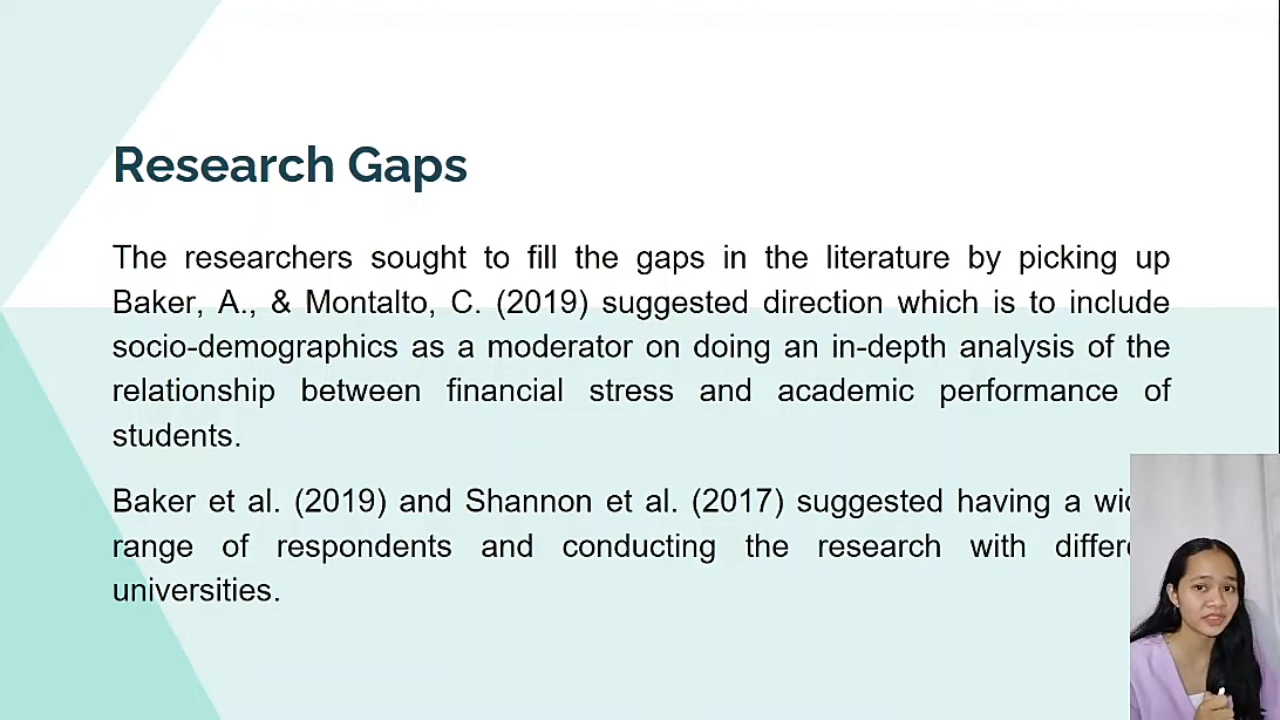 Research Gaps
The researchers sought to fill the gaps in the literature by picking up
Baker, A., & Montalto, C. (2019) suggested direction which is to include
socio-demographics as a moderator on doing an in-depth analysis of the
relationship between financial stress and academic performance of
students.
Baker et al. (2019) and Shannon et al. (2017) suggested having a
range of respondents and conducting the research with
universities.